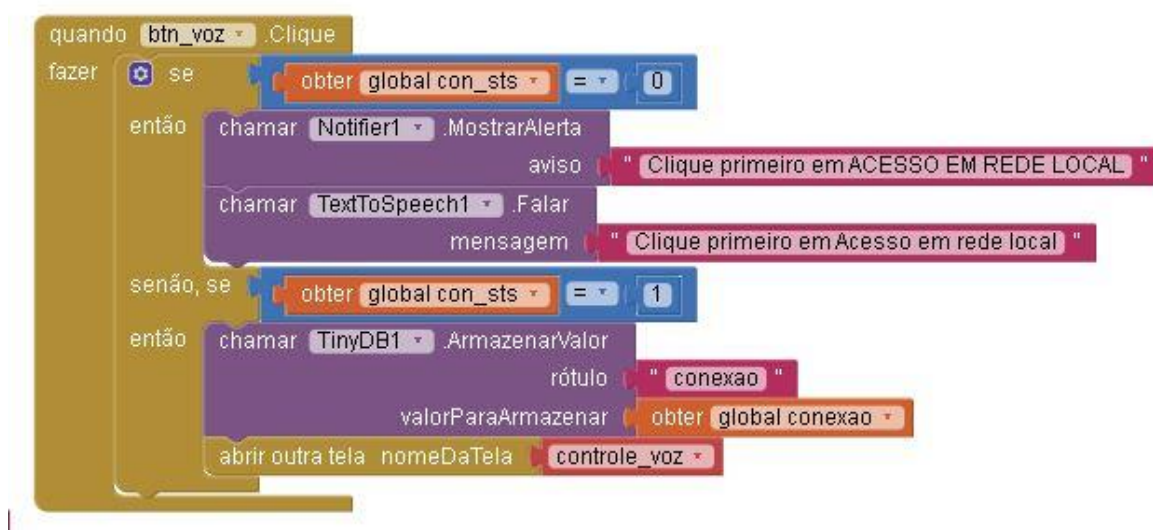 quando btn_voz .Clique
fazer se obter global con_sts = 0
então chamar Notifier1 .MostrarAlerta
aviso " Clique primeiro em ACESSO EM REDE LOCAL "
chamar TextToSpeech1 .Falar
mensagem " Clique primeiro em Acesso em rede local "
senão, se obter global con_sts = 1
então chamar TinyDB1 .ArmazenarValor
rótulo " conexao "
valorParaArmazenar obter global conexao
abrir outra tela nomeDaTela controle_voz